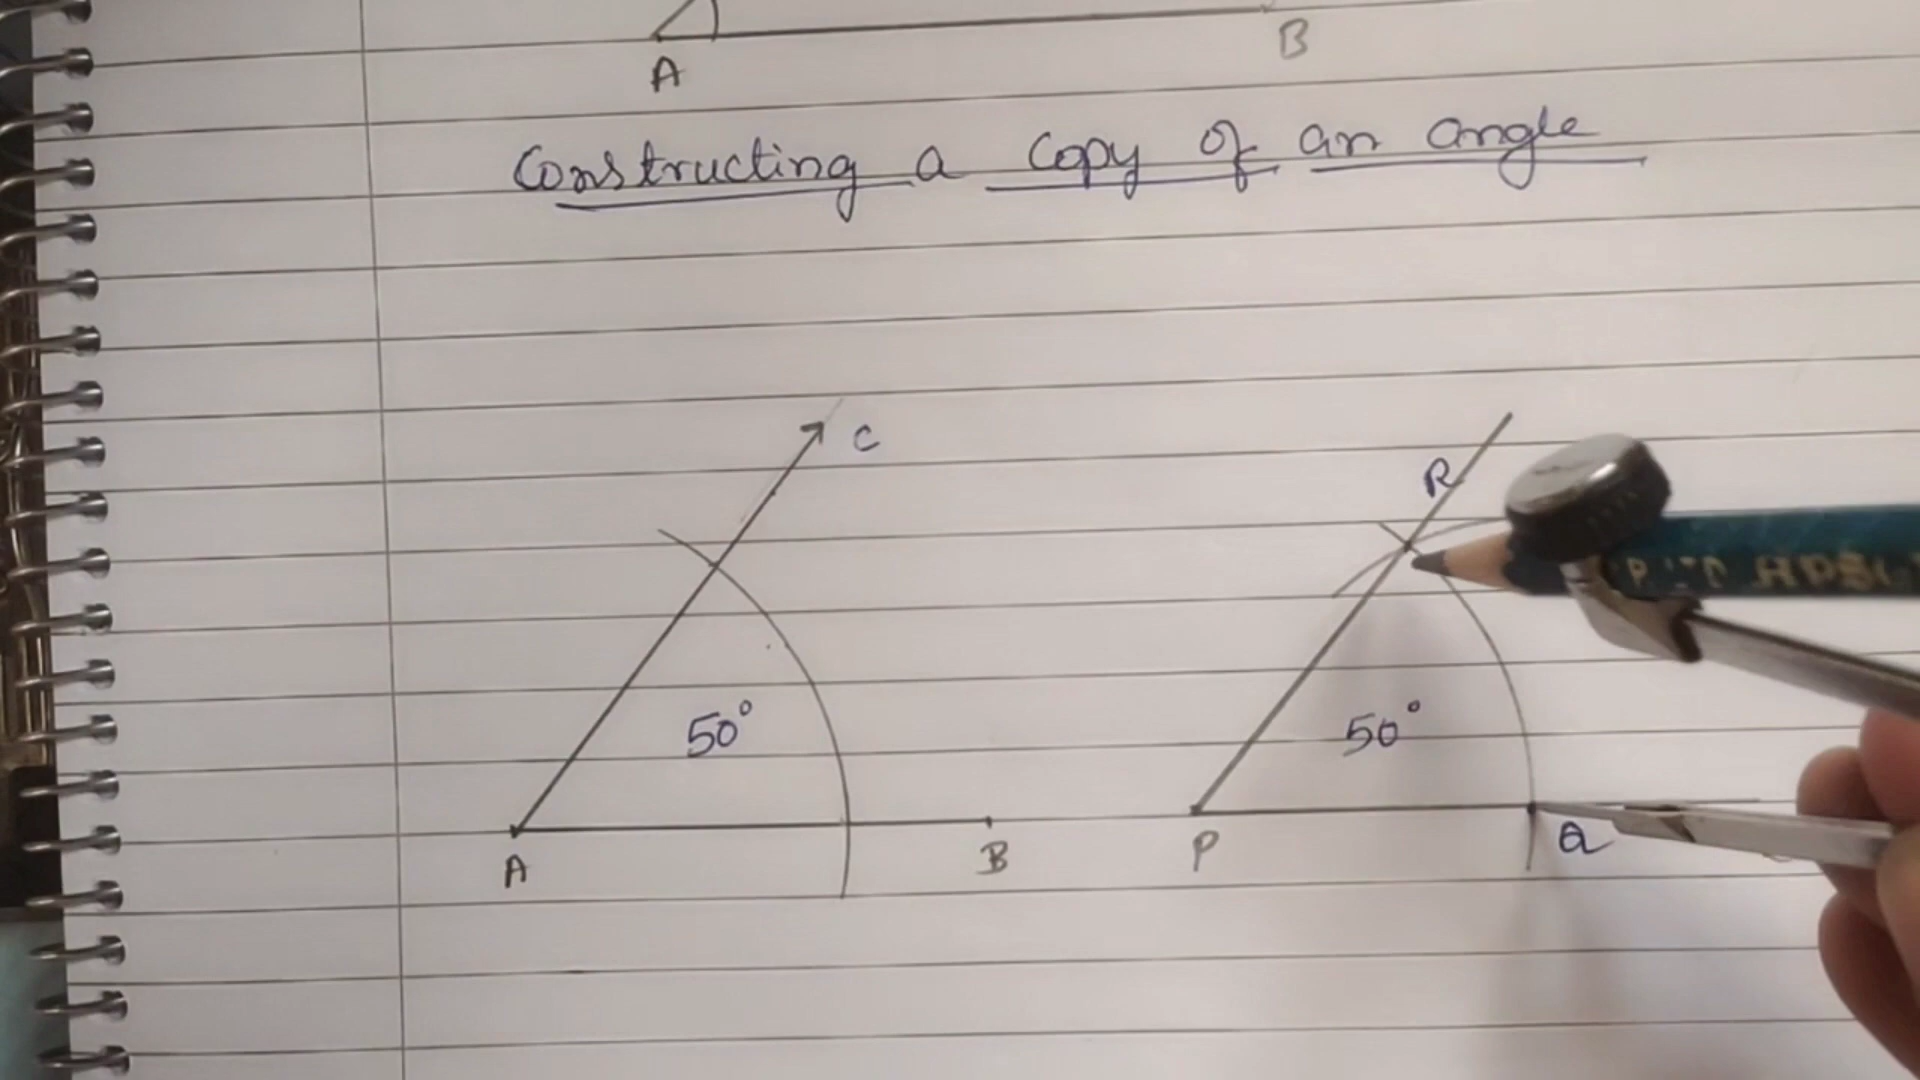 A B
Constructing a Copy of an angle
C
R
50° 50°
A B P Q